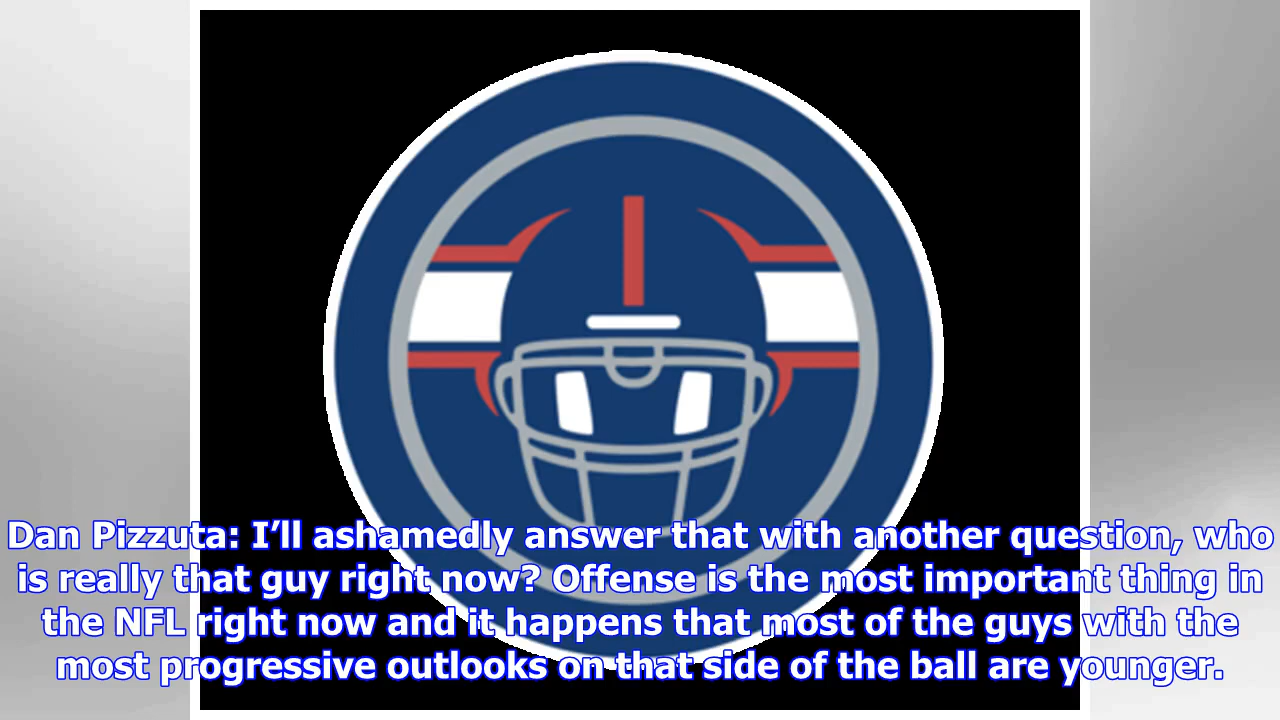 Dan Pizzuta: I’ll ashamedly answer that with another question, who
is really that guy right now? Offense is the most important thing in
the NFL right now and it happens that most of the guys with the
most progressive outlooks on that side of the ball are younger.